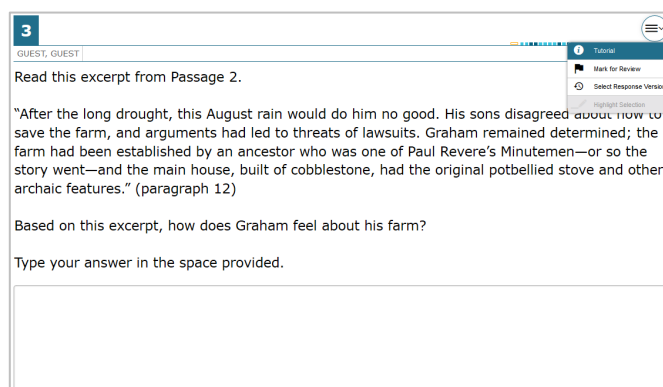 3
GUEST, GUEST
Tutorial
Mark for Review
Select Response Version
Highlight Selection
Read this excerpt from Passage 2.
“After the long drought, this August rain would do him no good. His sons disagreed about how to
save the farm, and arguments had led to threats of lawsuits. Graham remained determined; the
farm had been established by an ancestor who was one of Paul Revere’s Minutemen—or so the
story went—and the main house, built of cobblestone, had the original potbellied stove and other
archaic features.” (paragraph 12)
Based on this excerpt, how does Graham feel about his farm?
Type your answer in the space provided.